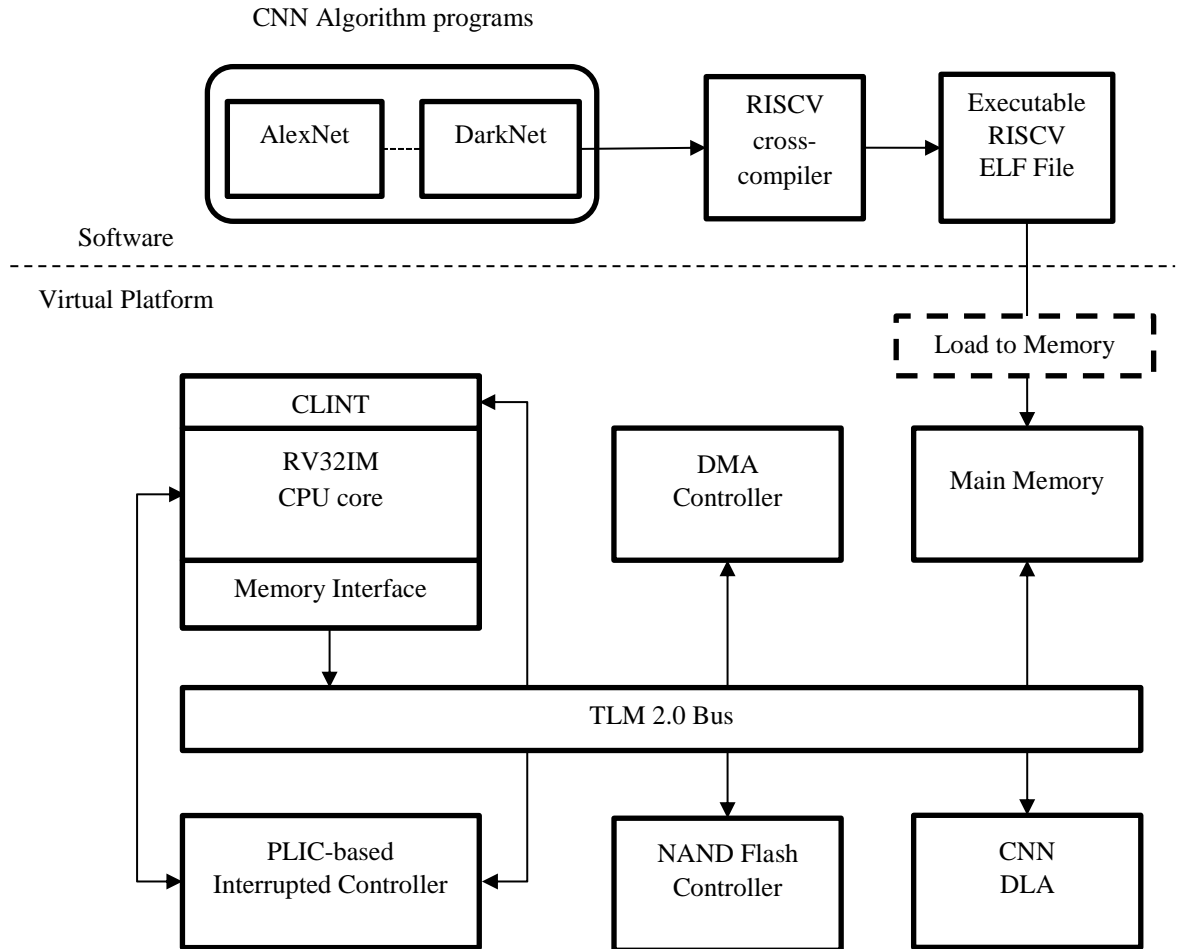 CNN Algorithm programs
AlexNet
DarkNet
RISCV
cross-
compiler
Executable
RISCV
ELF File
Software
Virtual Platform
Load to Memory
CLINT
RV32IM
CPU core
Memory Interface
DMA
Controller
Main Memory
TLM 2.0 Bus
PLIC-based
Interrupted Controller
NAND Flash
Controller
CNN
DLA